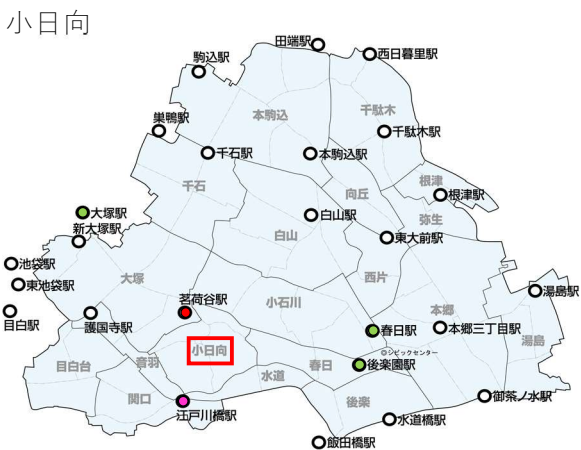 小日向
田端駅
西日暮里駅
駒込駅
本駒込
千駄木
巣鴨駅
千駄木駅
千石駅
本駒込駅
千石
向丘
根津
根津駅
大塚駅
白山駅
弥生
新大塚駅
白山
東大前駅
池袋駅
大塚
西片
東池袋駅
湯島駅
茗荷谷駅
小石川
本郷
目白駅
護国寺駅
春日駅
本郷三丁目駅
湯島
小日向
◎シビックセンター
目白台
音羽
水道
春日
後楽園駅
関口
後楽
御茶ノ水駅
江戸川橋駅
水道橋駅
飯田橋駅